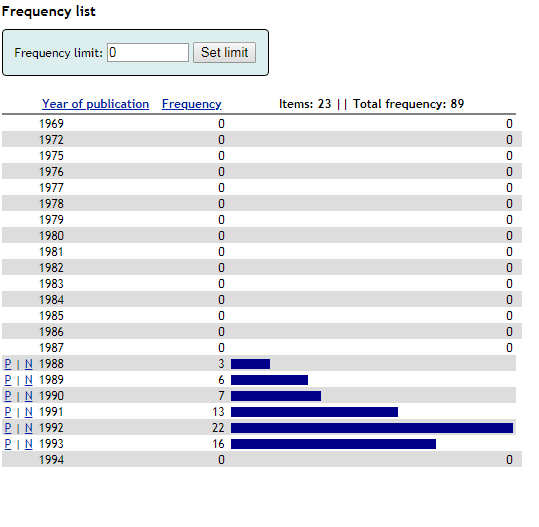 Frequency list
Frequency limit: 0 Set limit
Year of publication Frequency Items: 23 || Total frequency: 89
1969 0 0
1972 0 0
1975 0 0
1976 0 0
1977 0 0
1978 0 0
1979 0 0
1980 0 0
1981 0 0
1982 0 0
1983 0 0
1984 0 0
1985 0 0
1986 0 0
1987 0 0
P | N 1988 3
P | N 1989 6
P | N 1990 7
P | N 1991 13
P | N 1992 22
P | N 1993 16
1994 0 0